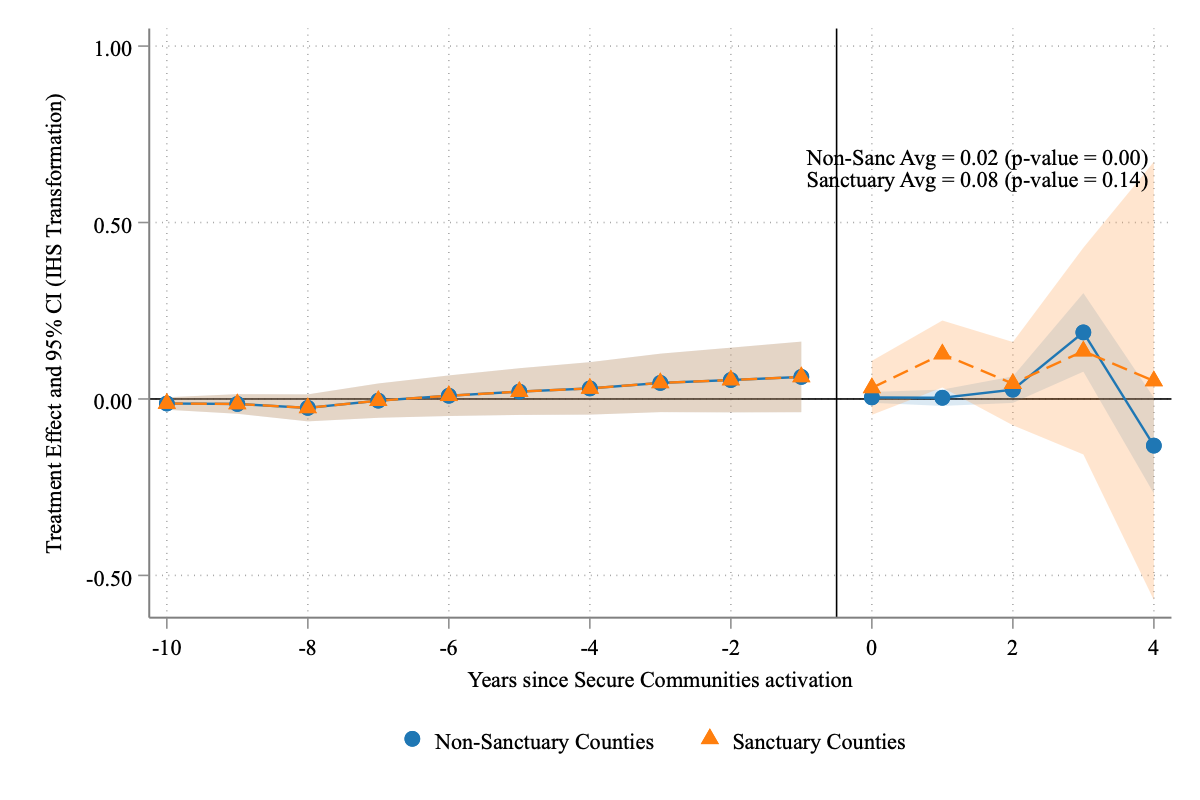 1.00
0.50
0.00
-0.50
Treatment Effect and 95% CI (IHS Transformation)
Non-Sanc Avg = 0.02 (p-value = 0.00)
Sanctuary Avg = 0.08 (p-value = 0.14)
-10 -8 -6 -4 -2 0 2 4
Years since Secure Communities activation
Non-Sanctuary Counties Sanctuary Counties